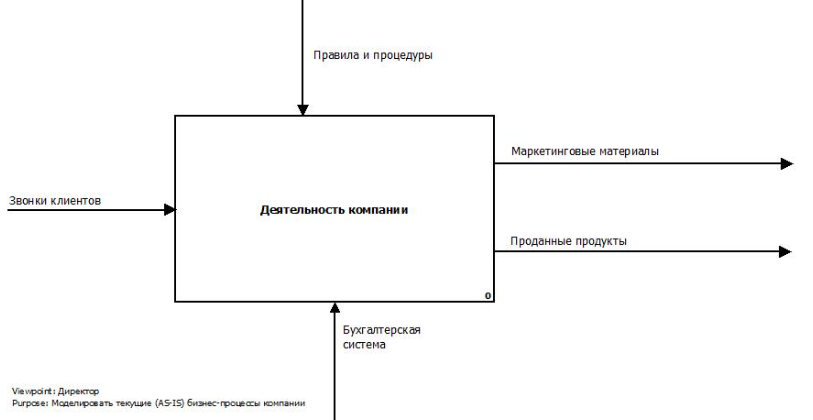 Правила и процедуры
Маркетинговые материалы
Звонки клиентов
Деятельность компании
Проданные продукты
0
Бухгалтерская
система
Viewpoint: Директор
Purpose: Моделировать текущие (AS-IS) бизнес-процессы компании